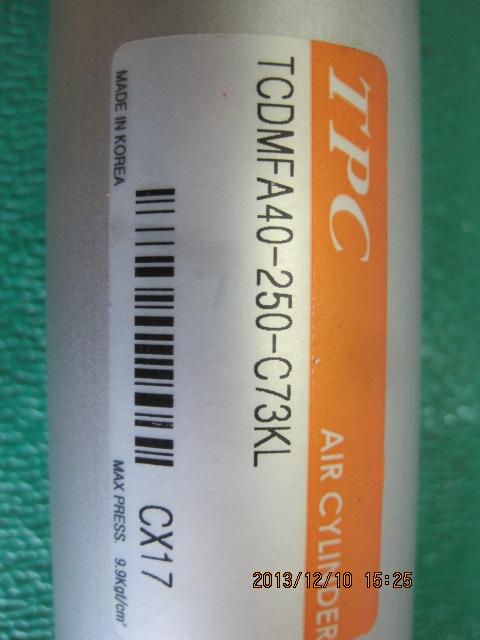 TPC AIR CYLINDER
TCDMFA40-250-C73KL
CX17
MADE IN KOREA
MAX PRESS. 9.9Kgf/cm²
2013/12/10 15:25